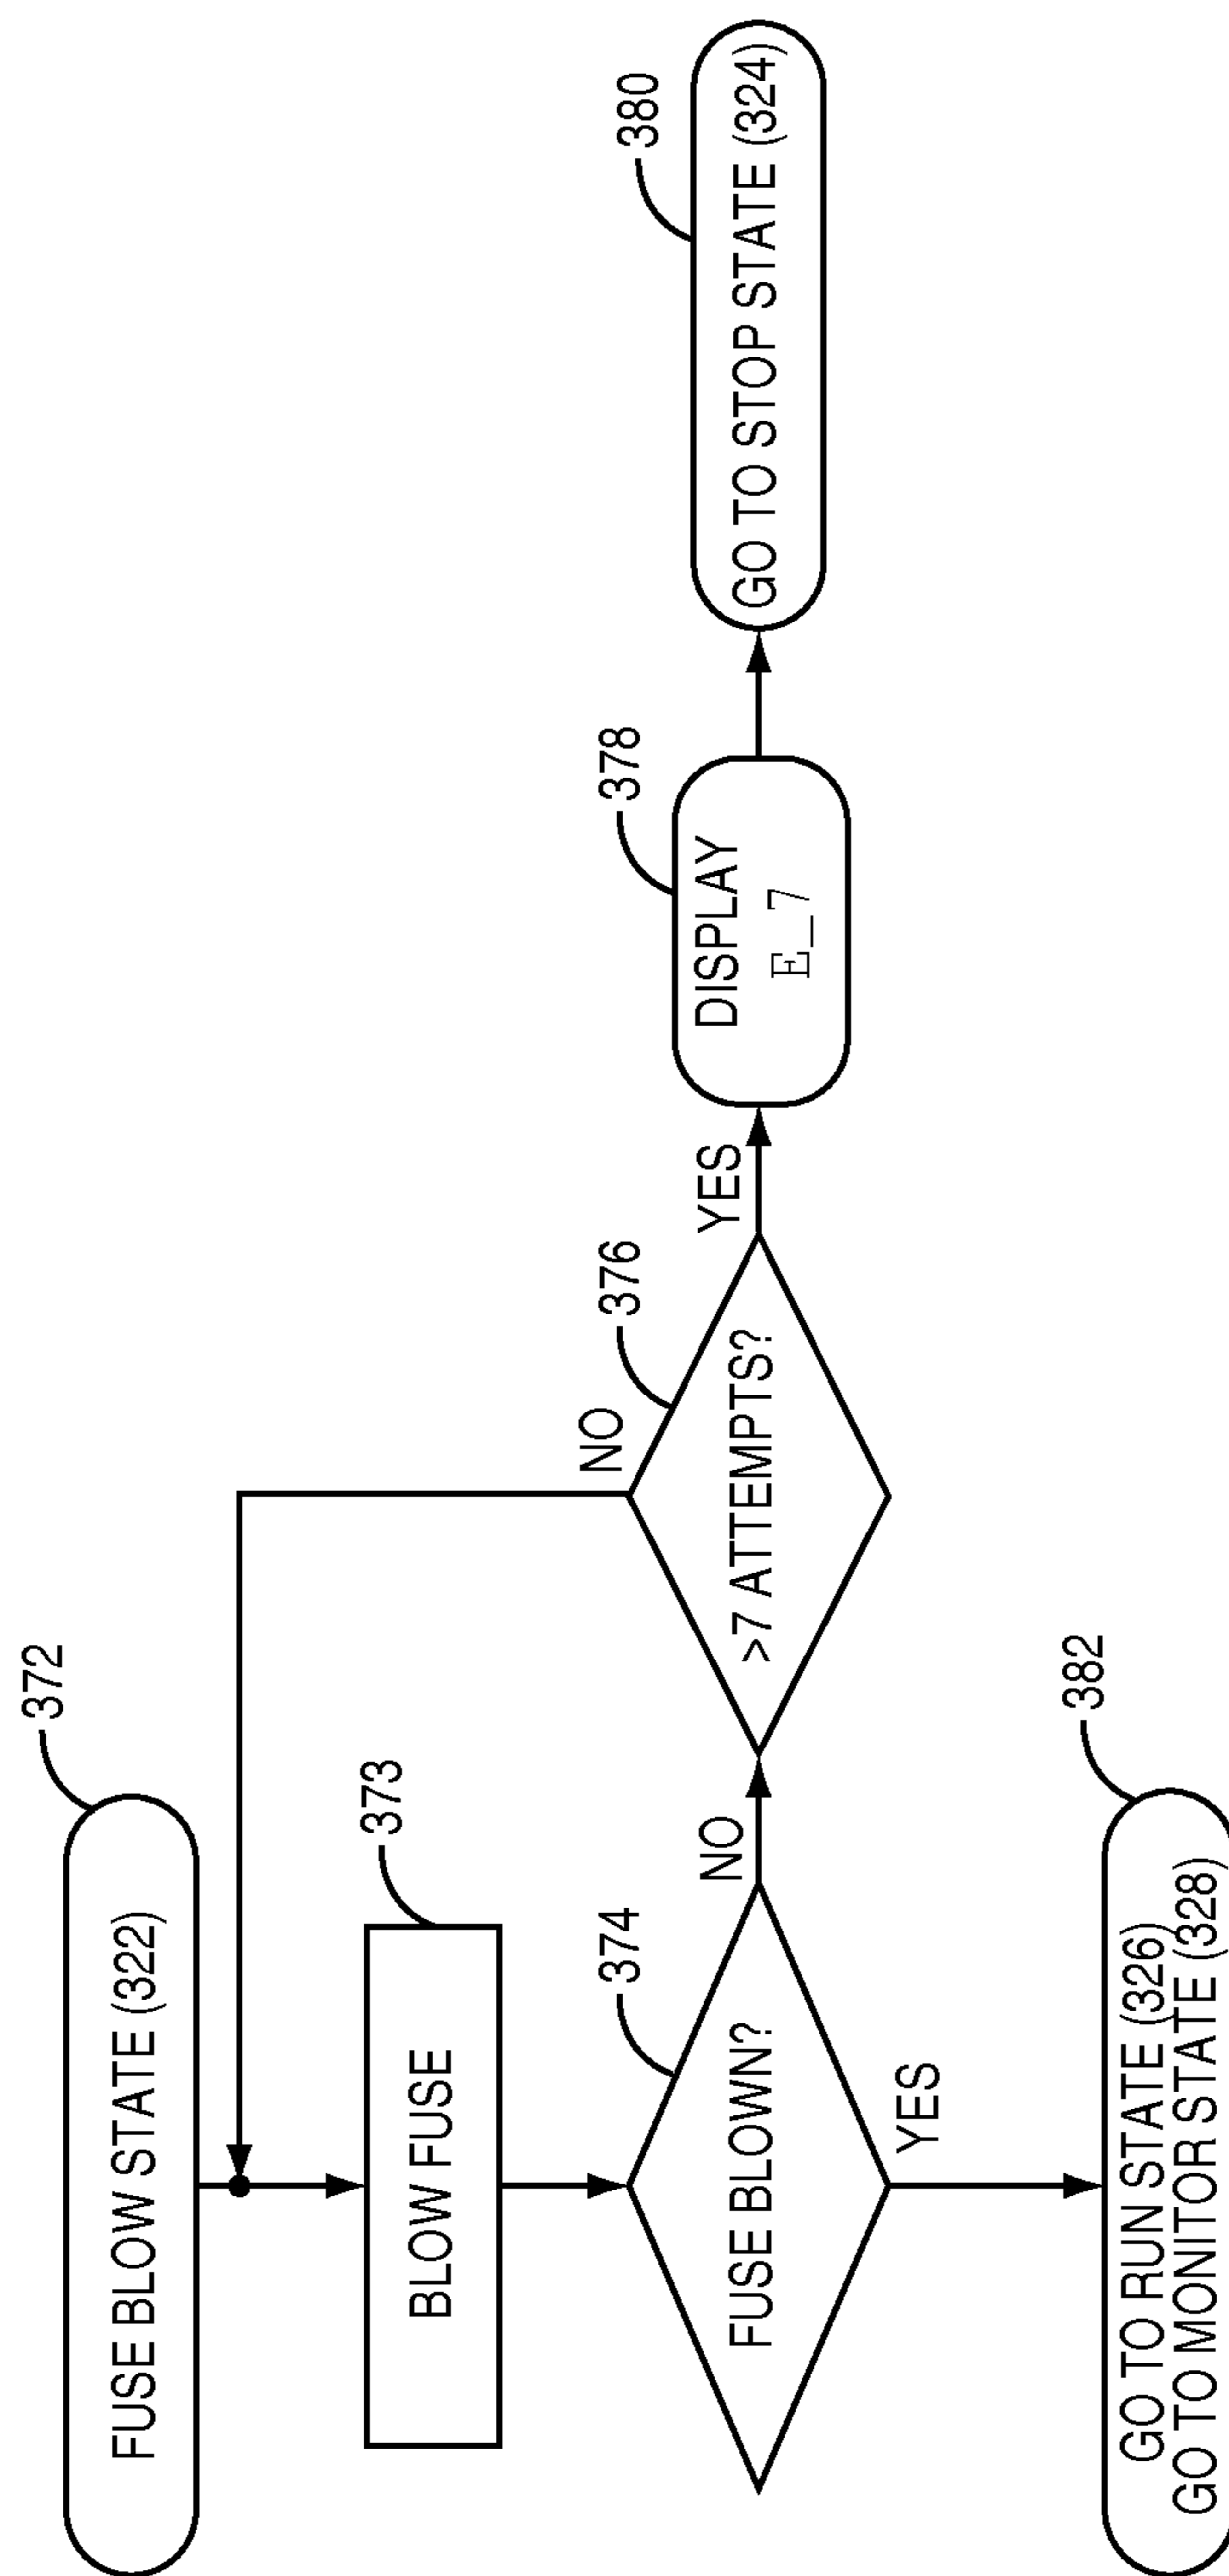 372
FUSE BLOW STATE (322)
373
BLOW FUSE
374
FUSE BLOWN?
NO
376
>7 ATTEMPTS?
NO
YES
378
DISPLAY
E_7
380
GO TO STOP STATE (324)
YES
382
GO TO RUN STATE (326)
GO TO MONITOR STATE (328)